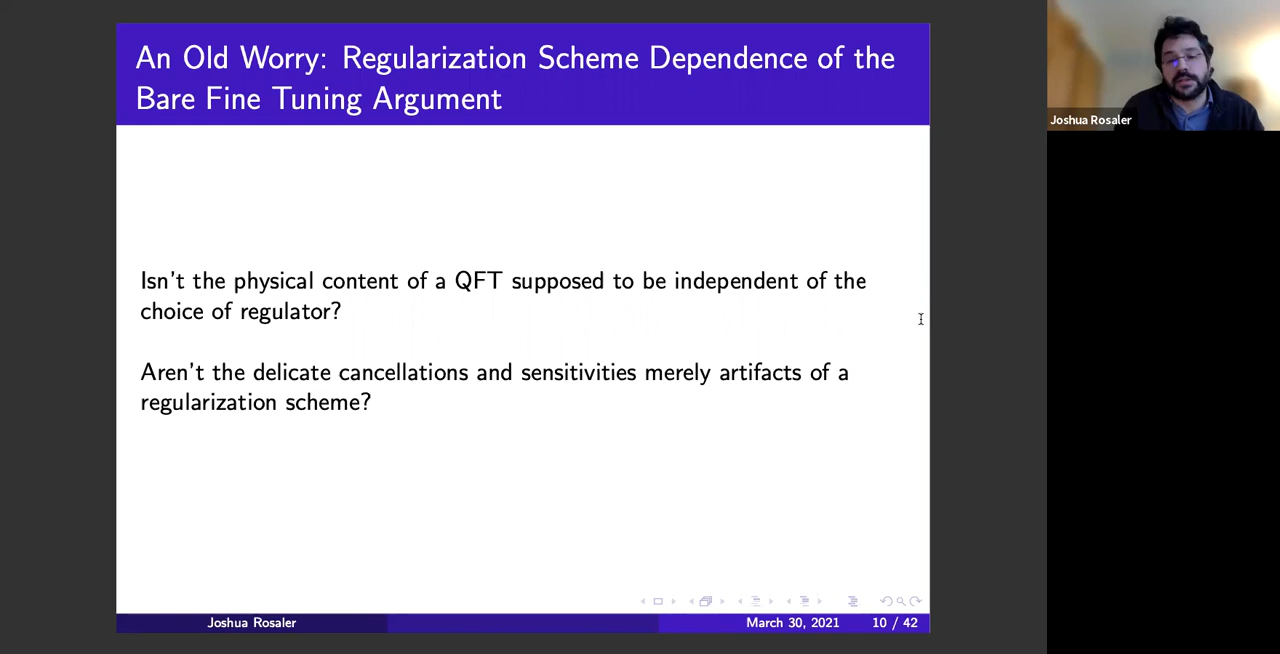 An Old Worry: Regularization Scheme Dependence of the
Bare Fine Tuning Argument
Joshua Rosaler
Isn't the physical content of a QFT supposed to be independent of the
choice of regulator?
Aren't the delicate cancellations and sensitivities merely artifacts of a
regularization scheme?
Joshua Rosaler
March 30, 2021
10 / 42